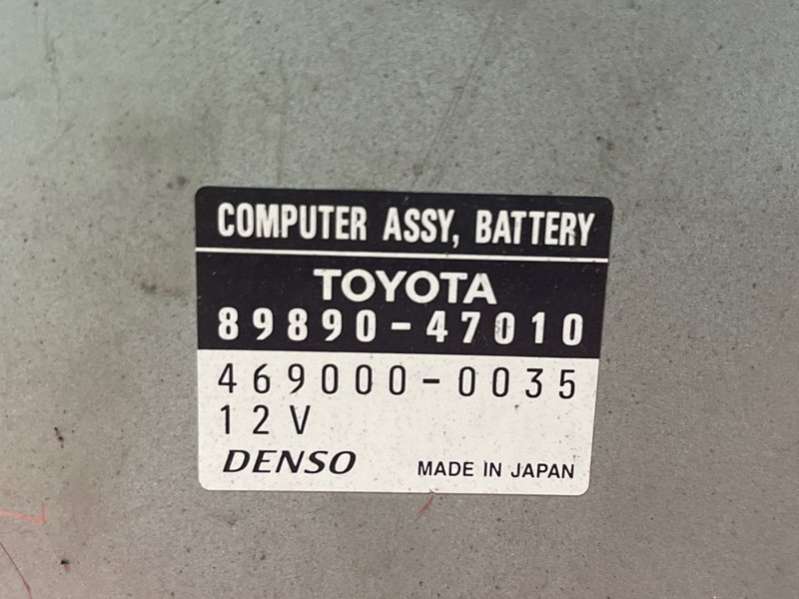 COMPUTER ASSY, BATTERY
TOYOTA
89890-47010
469000-0035
12V
DENSO MADE IN JAPAN